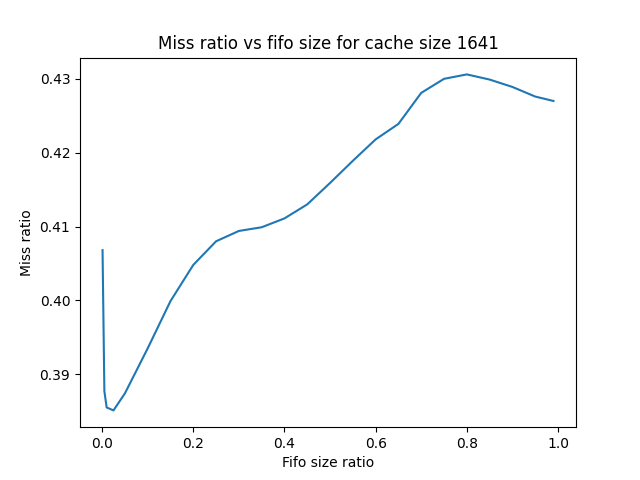 Miss ratio vs fifo size for cache size 1641
Miss ratio
0.43
0.42
0.41
0.40
0.39
0.0 0.2 0.4 0.6 0.8 1.0
Fifo size ratio